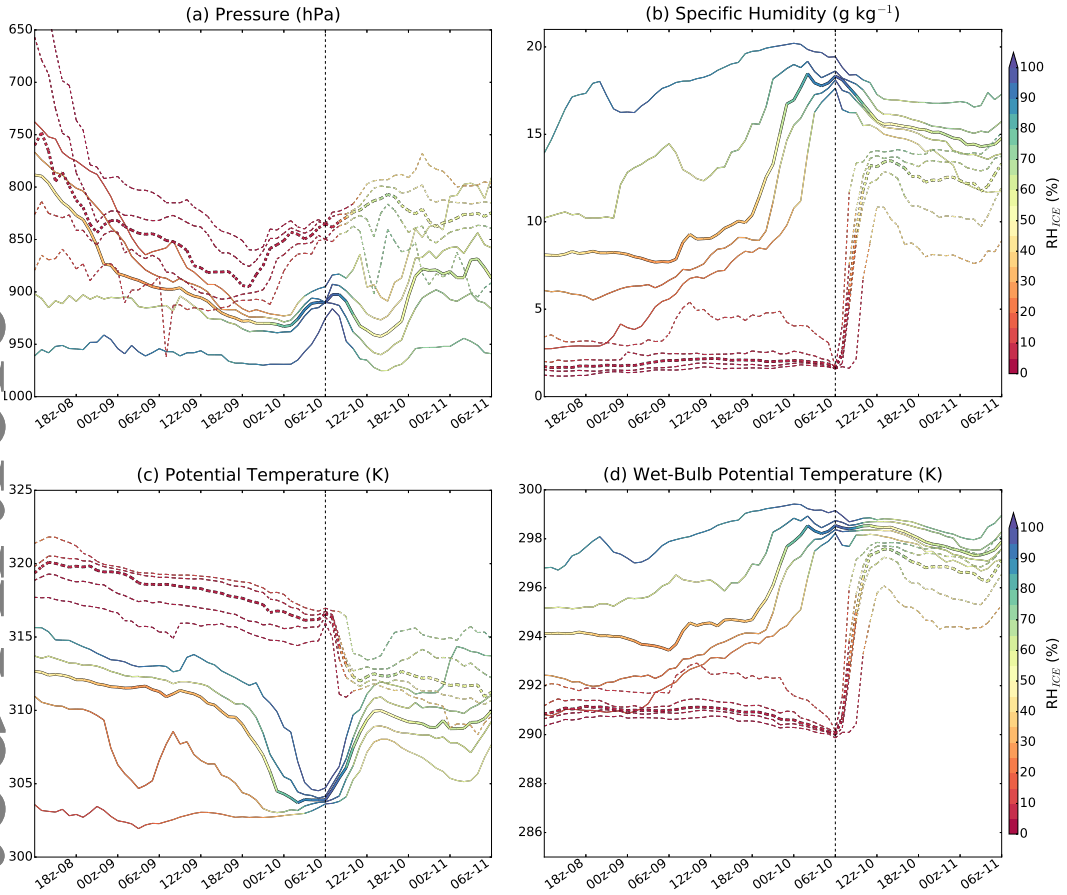 (a) Pressure (hPa)
650
700
750
800
850
900
950
1000
18z-08
00z-09
06z-09
12z-09
18z-09
00z-10
06z-10
12z-10
18z-10
00z-11
06z-11
(b) Specific Humidity (g kg⁻¹)
20
15
10
5
0
18z-08
00z-09
06z-09
12z-09
18z-09
00z-10
06z-10
12z-10
18z-10
00z-11
06z-11
100
90
80
70
60
50
40
30
20
10
0
RH_ICE (%)
(c) Potential Temperature (K)
325
320
315
310
305
300
18z-08
00z-09
06z-09
12z-09
18z-09
00z-10
06z-10
12z-10
18z-10
00z-11
06z-11
(d) Wet-Bulb Potential Temperature (K)
300
298
296
294
292
290
288
286
18z-08
00z-09
06z-09
12z-09
18z-09
00z-10
06z-10
12z-10
18z-10
00z-11
06z-11
100
90
80
70
60
50
40
30
20
10
0
RH_ICE (%)